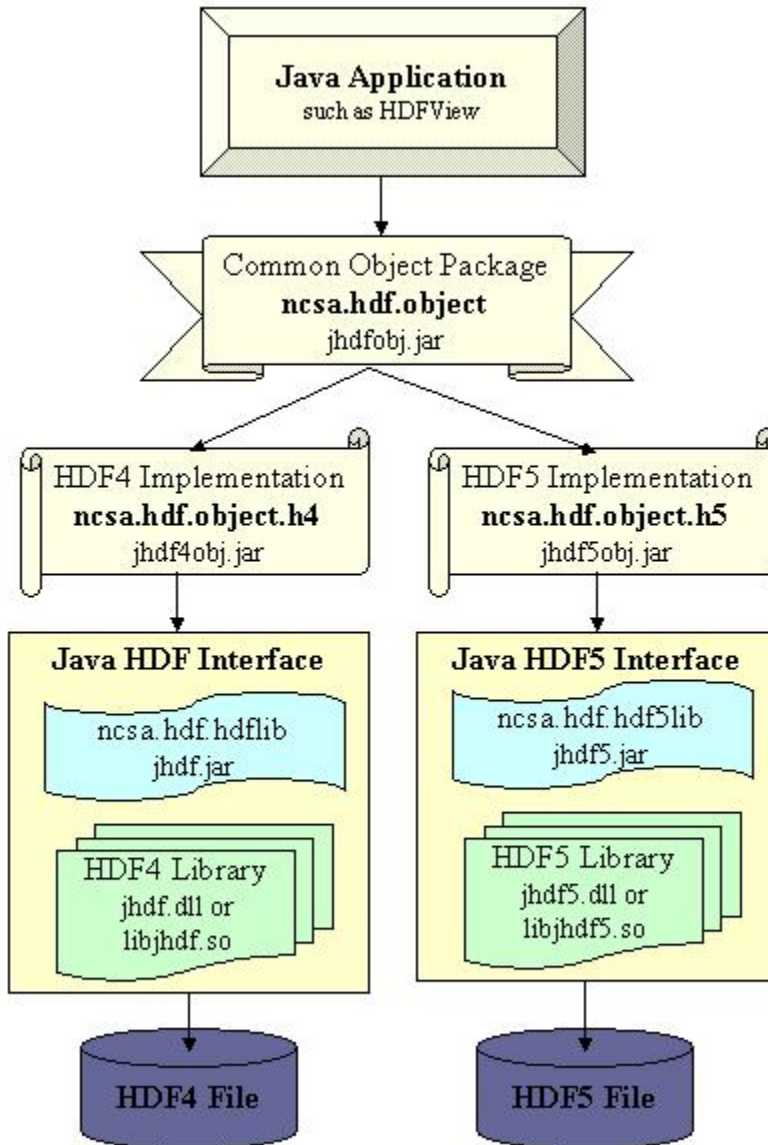 Java Application
such as HDFView
Common Object Package
ncsa.hdf.object
jhdfobj.jar
HDF4 Implementation
ncsa.hdf.object.h4
jhdf4obj.jar
HDF5 Implementation
ncsa.hdf.object.h5
jhdf5obj.jar
Java HDF Interface
ncsa.hdf.hdflib
jhdf.jar
HDF4 Library
jhdf.dll or
libjhdf.so
Java HDF5 Interface
ncsa.hdf.hdf5lib
jhdf5.jar
HDF5 Library
jhdf5.dll or
libjhdf5.so
HDF4 File
HDF5 File